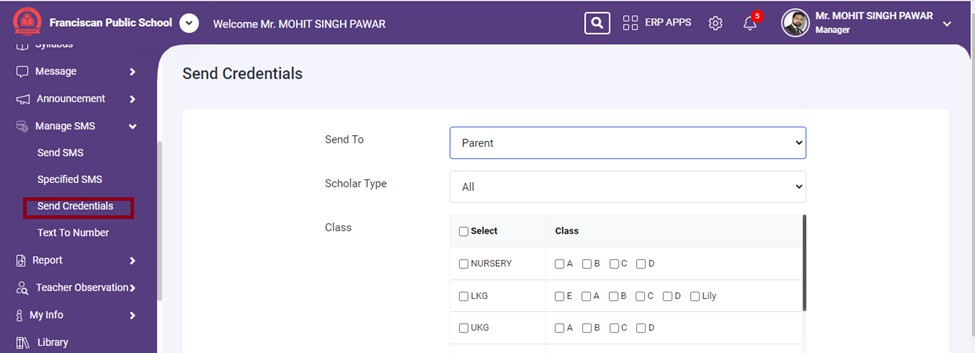 Franciscan Public School
Welcome Mr. MOHIT SINGH PAWAR
ERP APPS
5
Mr. MOHIT SINGH PAWAR
Manager
Syllabus
Message
Announcement
Manage SMS
Send SMS
Specified SMS
Send Credentials
Text To Number
Report
Teacher Observation
My Info
Library
Send Credentials
Send To
Parent
Scholar Type
All
Class
Select Class
NURSERY A B C D
LKG E A B C D Lily
UKG A B C D